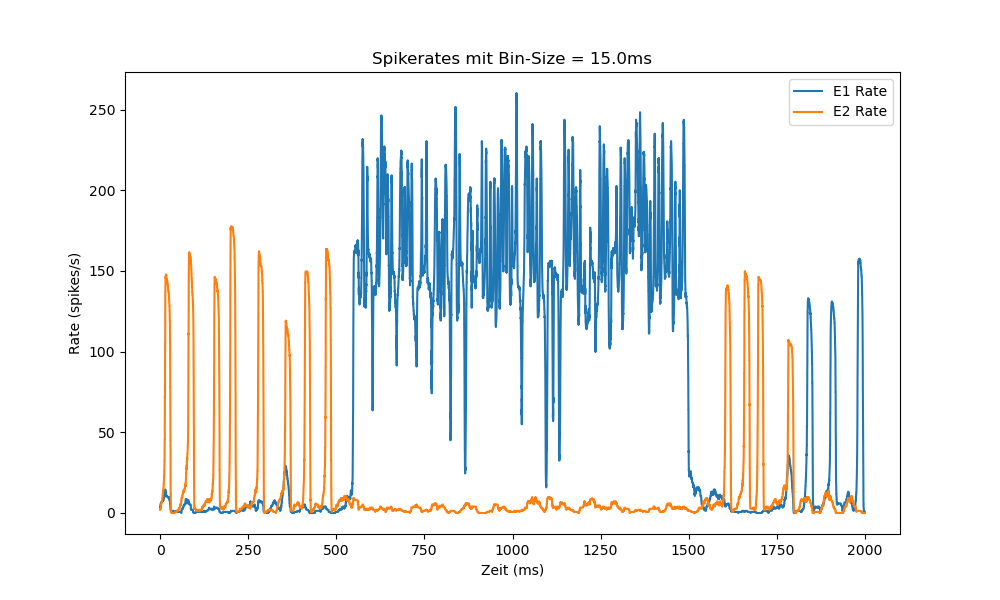 Spikerates mit Bin-Size = 15.0ms
E1 Rate
E2 Rate
Rate (spikes/s)
250
200
150
100
50
0
0 250 500 750 1000 1250 1500 1750 2000
Zeit (ms)